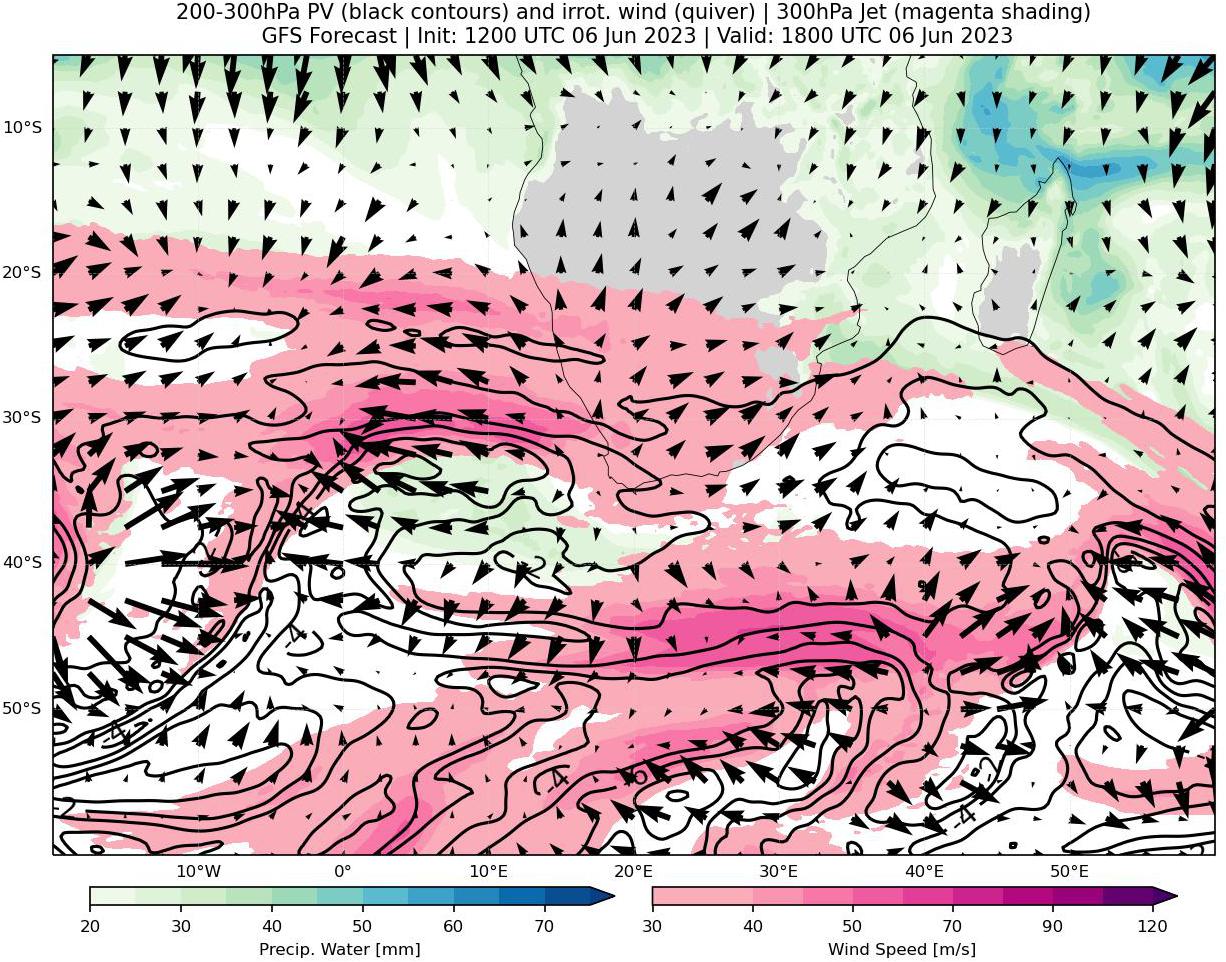 200-300hPa PV (black contours) and irrot. wind (quiver) | 300hPa Jet (magenta shading)
GFS Forecast | Init: 1200 UTC 06 Jun 2023 | Valid: 1800 UTC 06 Jun 2023
10°S
20°S
30°S
40°S
50°S
-4
-4
-4
-2
-4
10°W 0° 10°E 20°E 30°E 40°E 50°E
20 30 40 50 60 70
30 40 50 70 90 120
Precip. Water [mm]
Wind Speed [m/s]